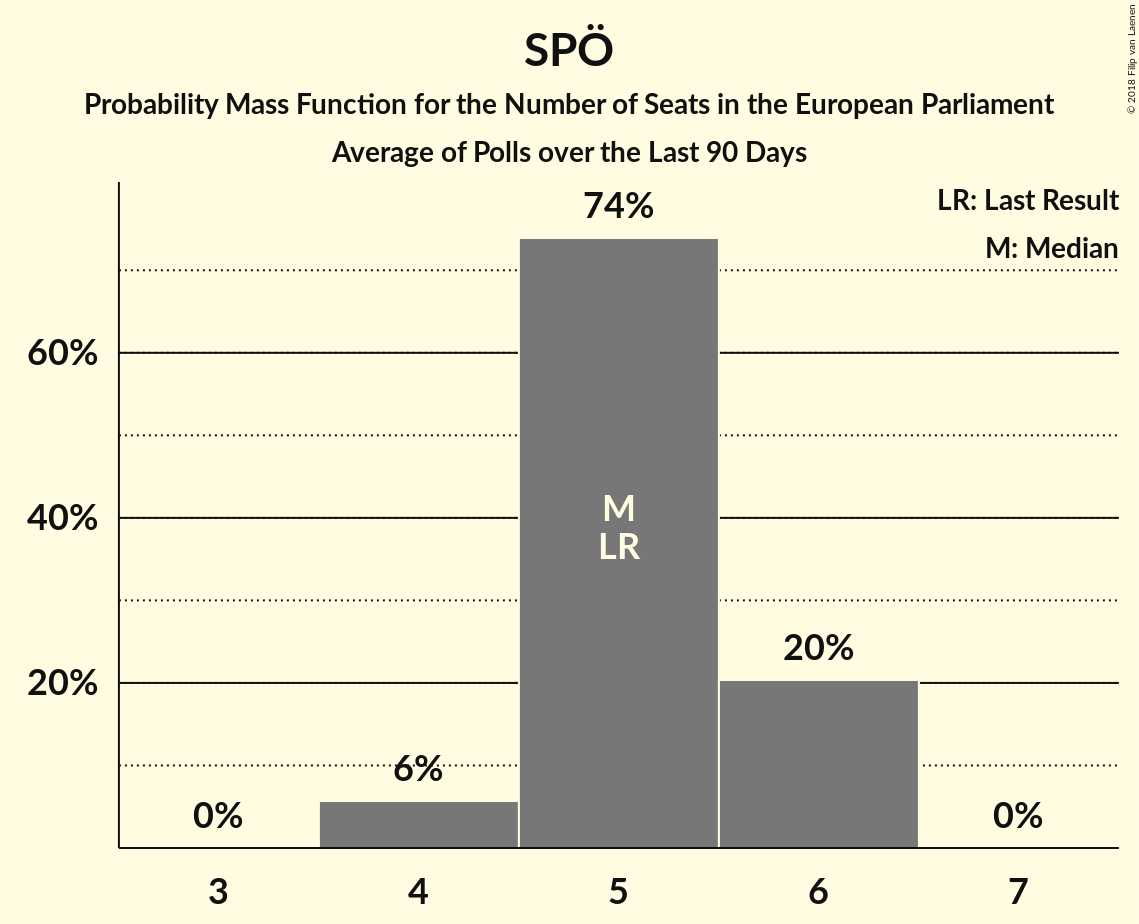 SPÖ
Probability Mass Function for the Number of Seats in the European Parliament
Average of Polls over the Last 90 Days
© 2018 Filip van Laenen
LR: Last Result
M: Median
74%
60%
M
40%
LR
20%
20%
6%
0%
0%
3 4 5 6 7